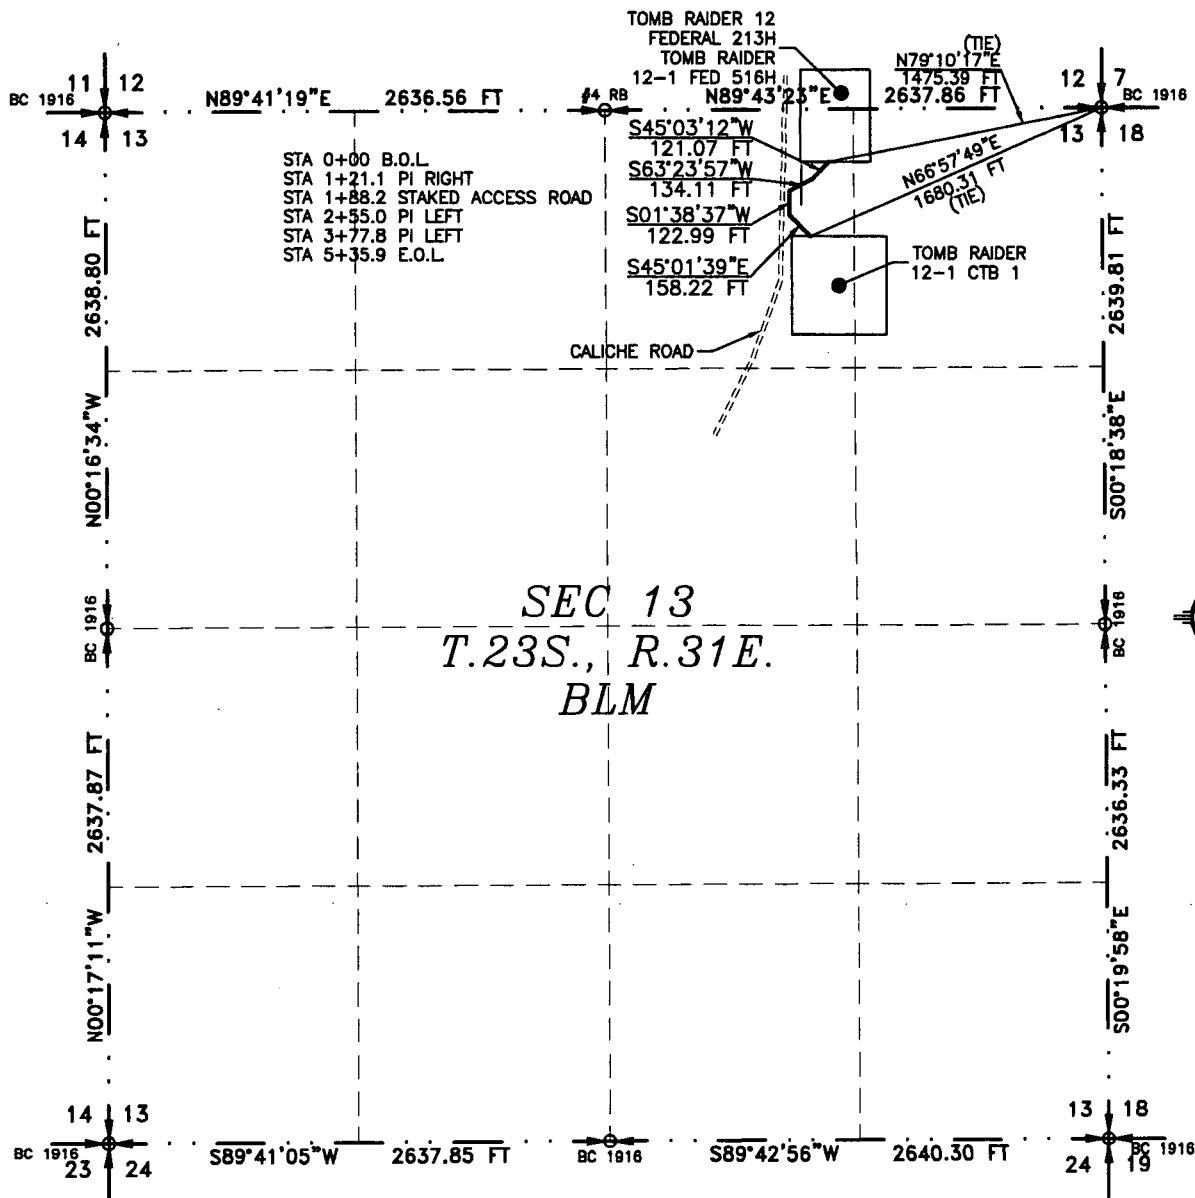 TOMB RAIDER 12
FEDERAL 213H
TOMB RAIDER
12-1 FED 516H
(TIE)
N79°10'17"E
1475.39 FT
11 12
BC 1916
14 13
N89°41'19"E 2636.56 FT
#4 RB
N89°43'23"E 2637.86 FT
12 7
BC 1916
13 18
STA 0+00 B.O.L.
STA 1+21.1 PI RIGHT
STA 1+88.2 STAKED ACCESS ROAD
STA 2+55.0 PI LEFT
STA 3+77.8 PI LEFT
STA 5+35.9 E.O.L.
S45°03'12"W
121.07 FT
S63°23'57"W
134.11 FT
S01°38'37"W
122.99 FT
S45°01'39"E
158.22 FT
N66°57'49"E
1680.31 FT
(TIE)
TOMB RAIDER
12-1 CTB 1
CALICHE ROAD
N00°16'34"W 2638.80 FT
S00°18'38"E 2639.81 FT
BC 1916
SEC 13
T.23S., R.31E.
BLM
BC 1916
N00°17'11"W 2637.87 FT
S00°19'58"E 2636.33 FT
14 13
BC 1916
23 24
S89°41'05"W 2637.85 FT
BC 1916
S89°42'56"W 2640.30 FT
13 18
BC 1916
24 19